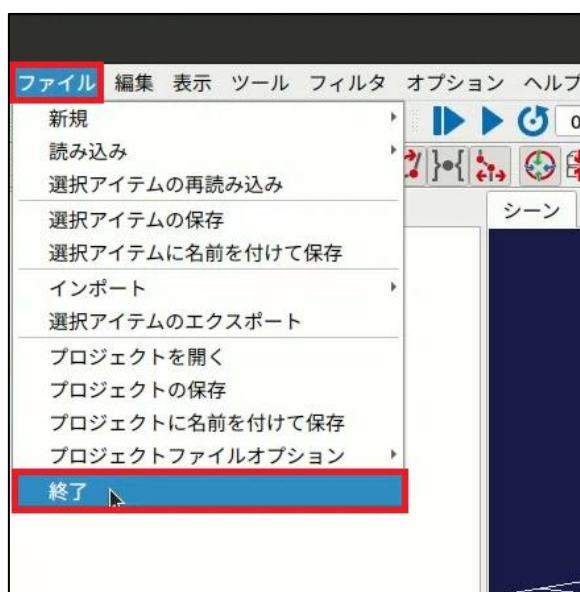 ファイル 編集 表示 ツール フィルタ オプション ヘルプ
新規
読み込み
選択アイテムの再読み込み
選択アイテムの保存
選択アイテムに名前を付けて保存
インポート
選択アイテムのエクスポート
プロジェクトを開く
プロジェクトの保存
プロジェクトに名前を付けて保存
プロジェクトファイルオプション
終了
0
シーン